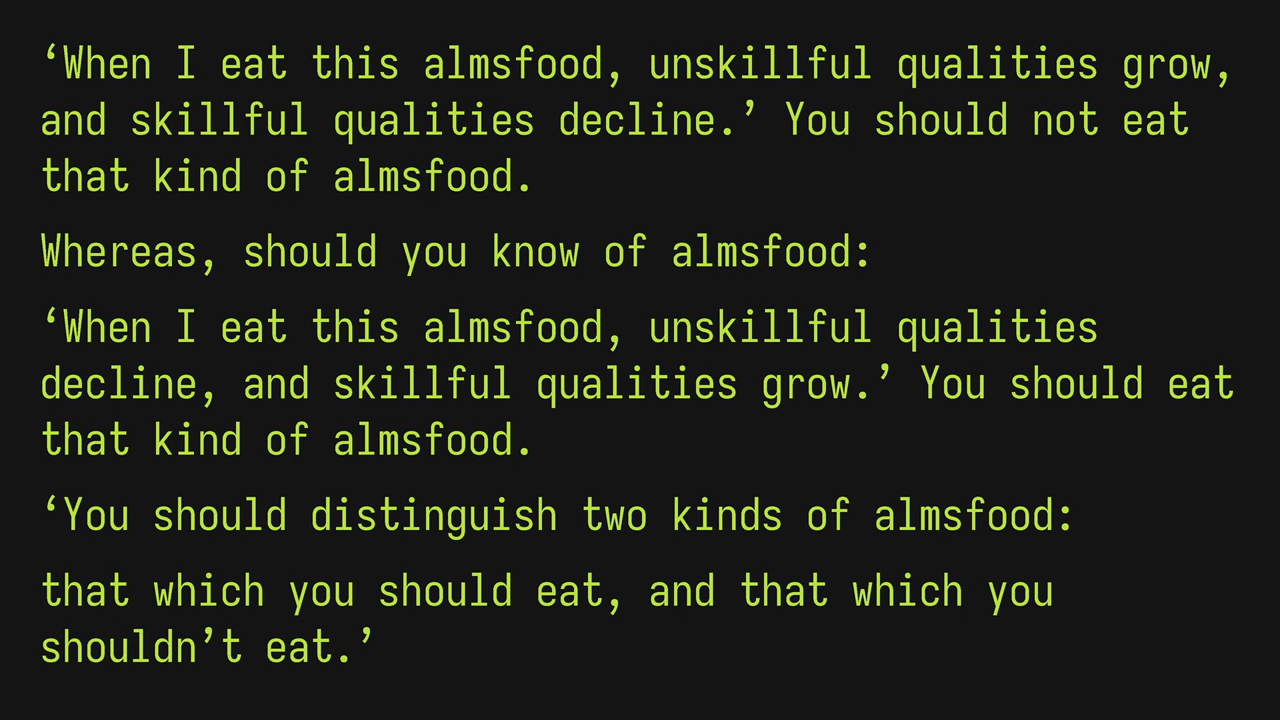 ‘When I eat this almsfood, unskillful qualities grow,
and skillful qualities decline.’ You should not eat
that kind of almsfood.
Whereas, should you know of almsfood:
‘When I eat this almsfood, unskillful qualities
decline, and skillful qualities grow.’ You should eat
that kind of almsfood.
‘You should distinguish two kinds of almsfood:
that which you should eat, and that which you
shouldn’t eat.’